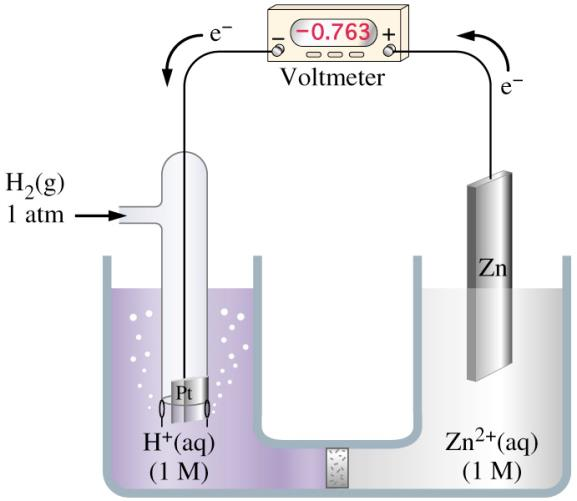 e⁻
− -0.763 +
Voltmeter
e⁻
H₂(g)
1 atm
Zn
Pt
H⁺(aq)
(1 M)
Zn²⁺(aq)
(1 M)